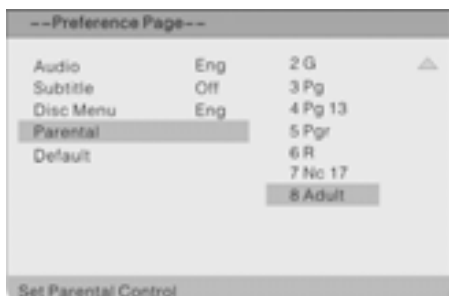 --Preference Page--
Audio Eng
Subtitle Off
Disc Menu Eng
Parental
Default
2 G
3 Pg
4 Pg 13
5 Pgr
6 R
7 Nc 17
8 Adult
Set Parental Control